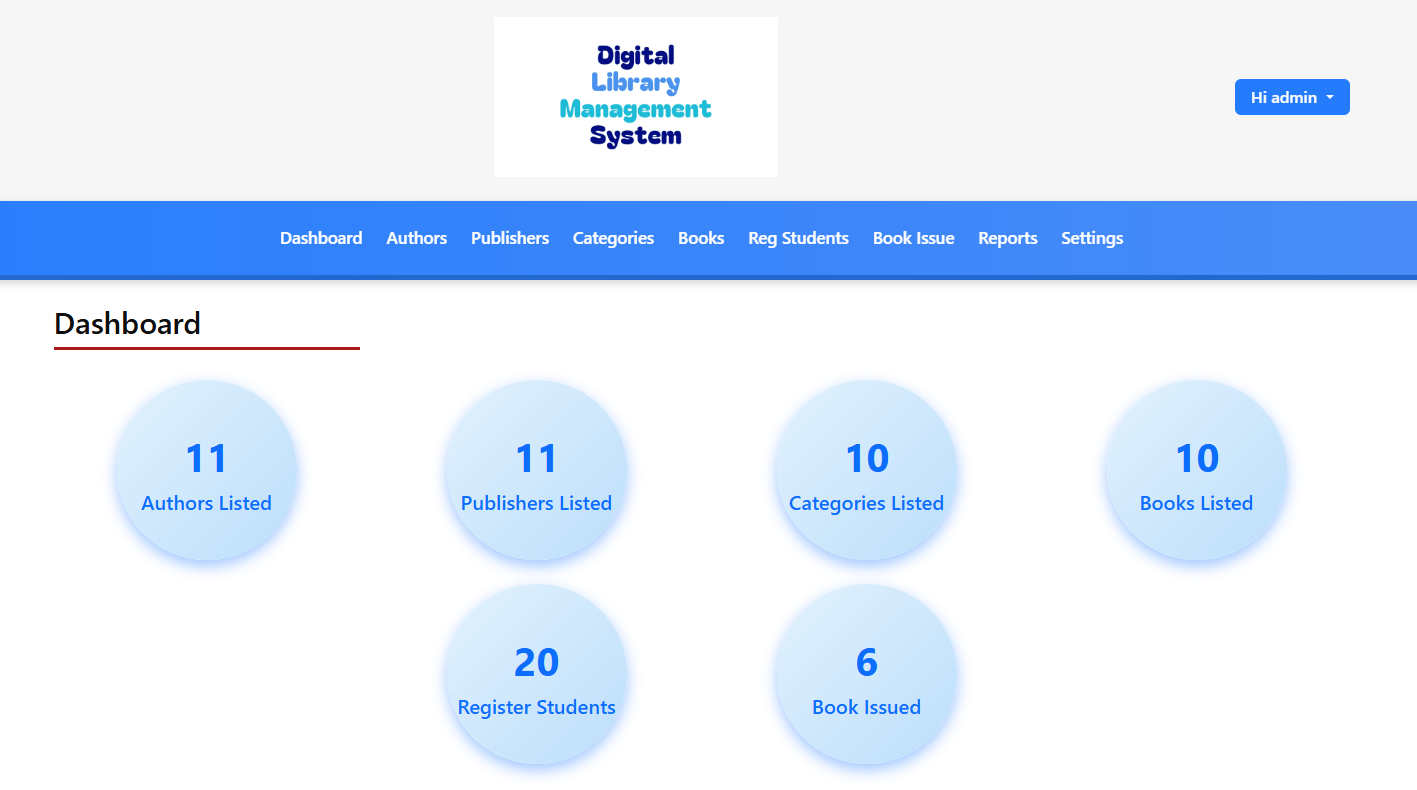 Digital
Library
Management
System
Hi admin
Dashboard Authors Publishers Categories Books Reg Students Book Issue Reports Settings
Dashboard
11 11 10 10
Authors Listed Publishers Listed Categories Listed Books Listed
20 6
Register Students Book Issued